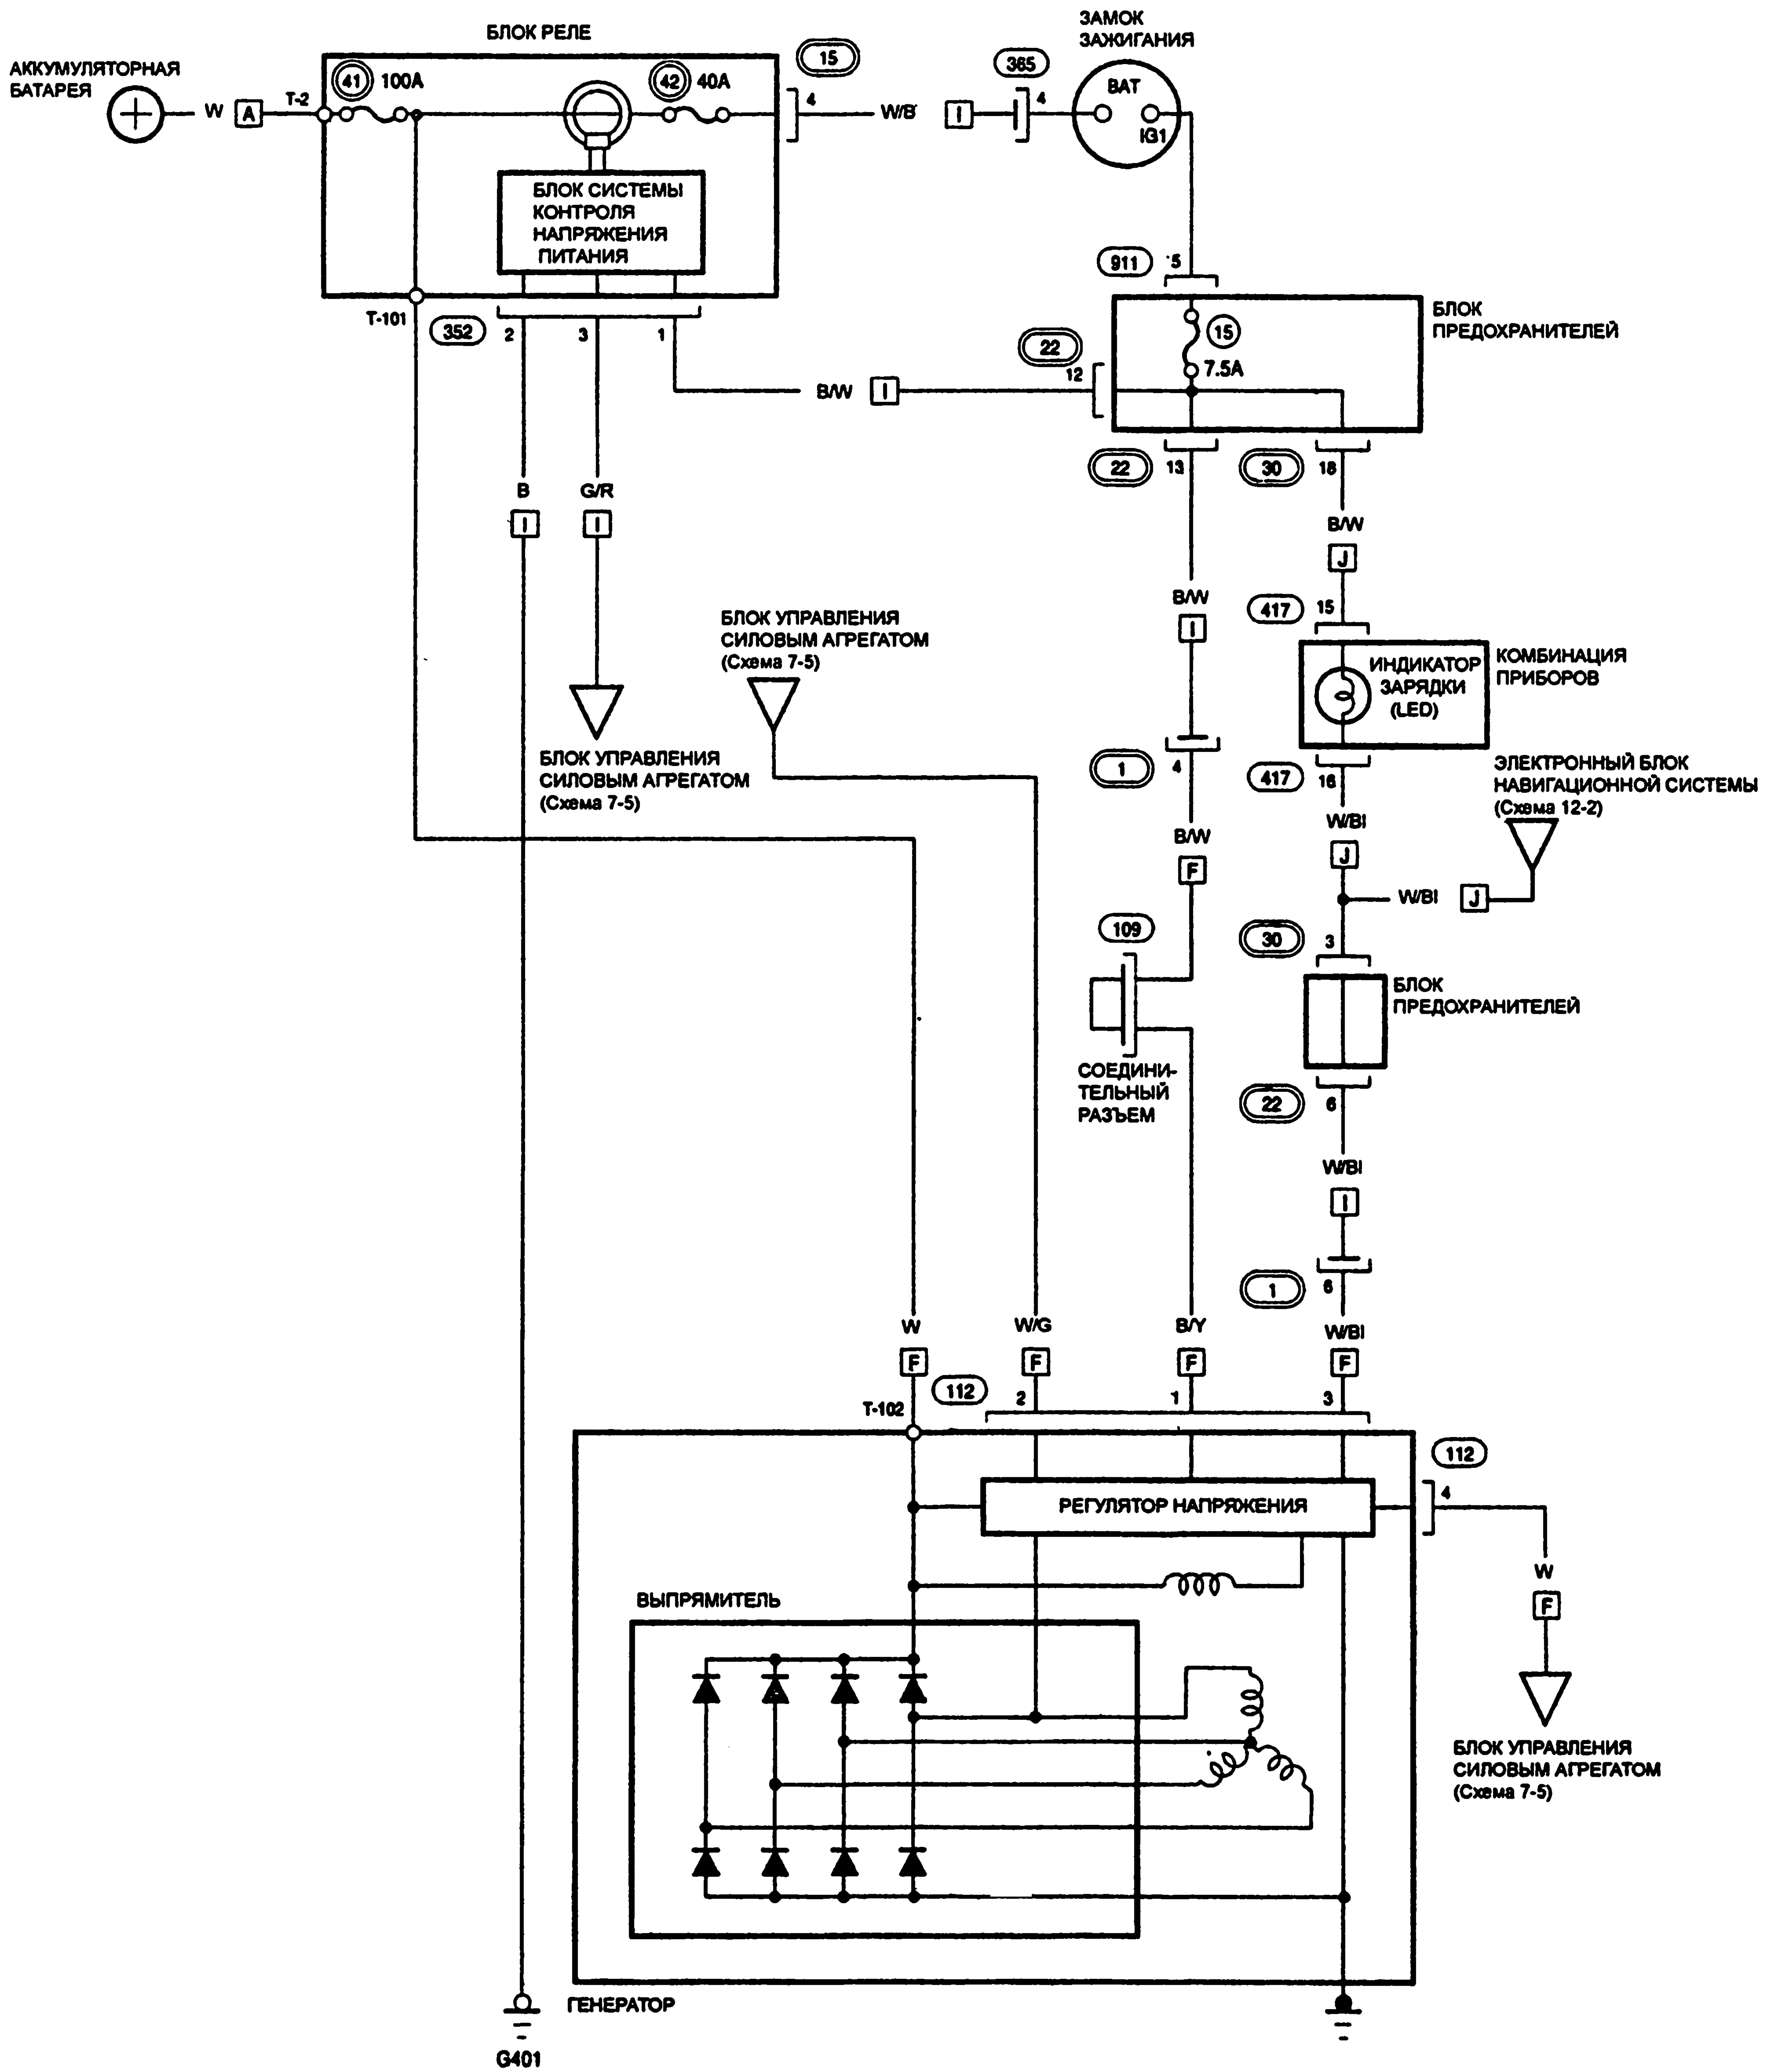 БЛОК РЕЛЕ
ЗАМОК
ЗАЖИГАНИЯ
АККУМУЛЯТОРНАЯ
БАТАРЕЯ
W
A
T-2
41
100A
42
40A
15
4
W/B
I
365
4
BAT
IG1
БЛОК СИСТЕМЫ
КОНТРОЛЯ
НАПРЯЖЕНИЯ
ПИТАНИЯ
T-101
352
2
3
1
911
5
БЛОК
ПРЕДОХРАНИТЕЛЕЙ
15
7.5A
22
12
B/W
I
22
13
30
18
B
I
G/R
I
B/W
J
B/W
I
417
15
БЛОК УПРАВЛЕНИЯ
СИЛОВЫМ АГРЕГАТОМ
(Схема 7-5)
ИНДИКАТОР
ЗАРЯДКИ
(LED)
КОМБИНАЦИЯ
ПРИБОРОВ
БЛОК УПРАВЛЕНИЯ
СИЛОВЫМ АГРЕГАТОМ
(Схема 7-5)
1
4
417
16
ЭЛЕКТРОННЫЙ БЛОК
НАВИГАЦИОННОЙ СИСТЕМЫ
(Схема 12-2)
B/W
F
W/Bl
J
W/Bl
J
109
30
3
БЛОК
ПРЕДОХРАНИТЕЛЕЙ
СОЕДИНИ-
ТЕЛЬНЫЙ
РАЗЪЕМ
22
6
W/Bl
I
1
6
W
F
W/G
F
B/Y
F
W/Bl
F
T-102
112
2
1
3
112
4
РЕГУЛЯТОР НАПРЯЖЕНИЯ
W
F
ВЫПРЯМИТЕЛЬ
БЛОК УПРАВЛЕНИЯ
СИЛОВЫМ АГРЕГАТОМ
(Схема 7-5)
ГЕНЕРАТОР
G401